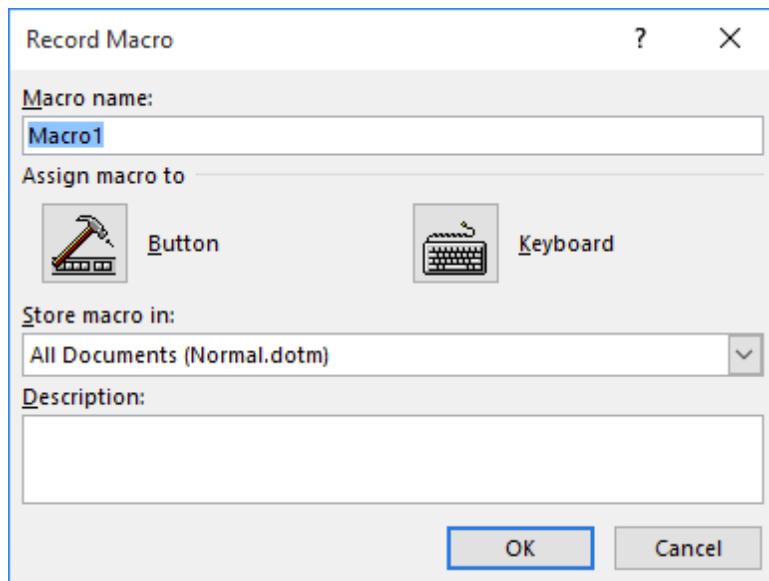 Record Macro ?
Macro name:
Macro1
Assign macro to
Button Keyboard
Store macro in:
All Documents (Normal.dotm)
Description:
OK Cancel